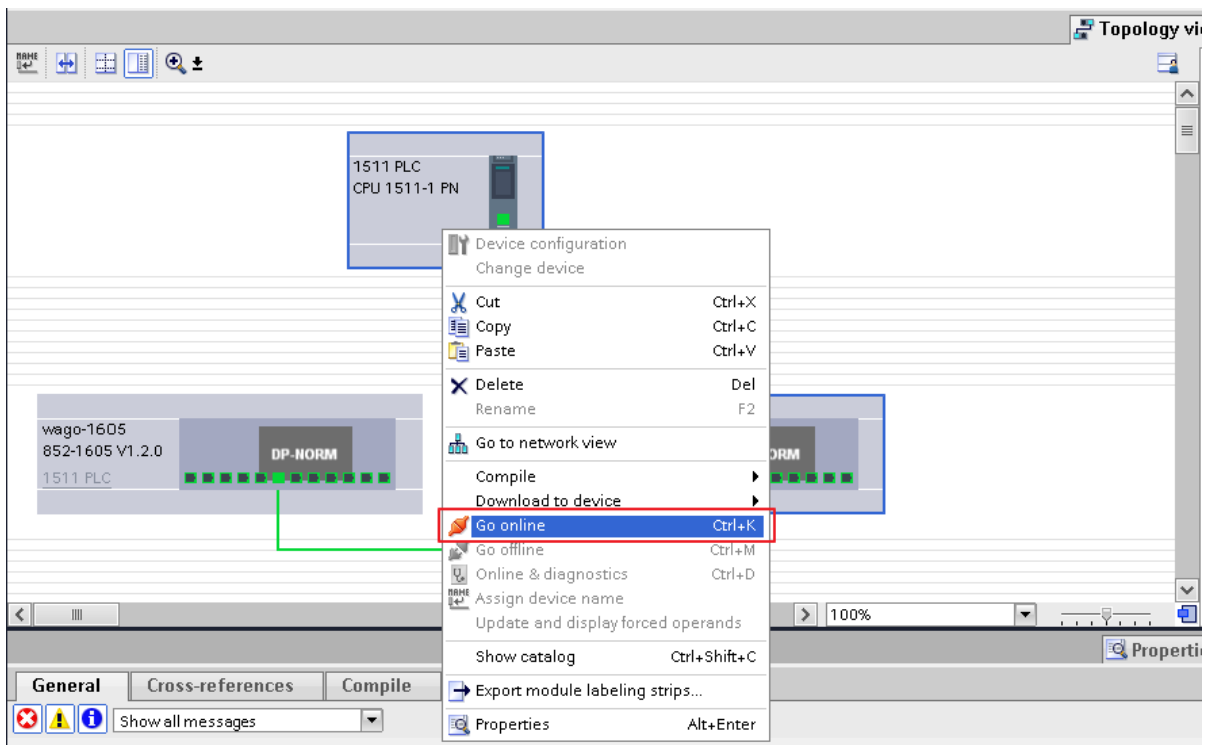 Topology vi
NAME
1511 PLC
CPU 1511-1 PN
Device configuration
Change device
Cut Ctrl+X
Copy Ctrl+C
Paste Ctrl+V
Delete Del
Rename F2
Go to network view
Compile
Download to device
Go online Ctrl+K
Go offline Ctrl+M
Online & diagnostics Ctrl+D
NAME Assign device name
Update and display forced operands
Show catalog Ctrl+Shift+C
Export module labeling strips...
Properties Alt+Enter
wago-1605
852-1605 V1.2.0
1511 PLC
DP-NORM
ORM
100%
Properti
General Cross-references Compile
Show all messages